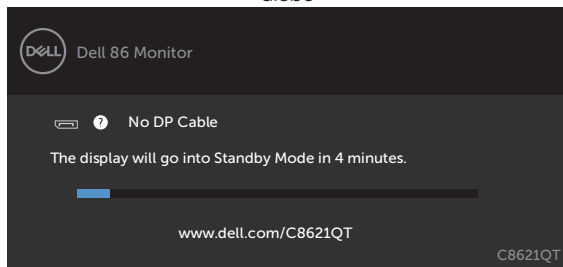 DELL
Dell 86 Monitor
? No DP Cable
The display will go into Standby Mode in 4 minutes.
www.dell.com/C8621QT
C8621QT